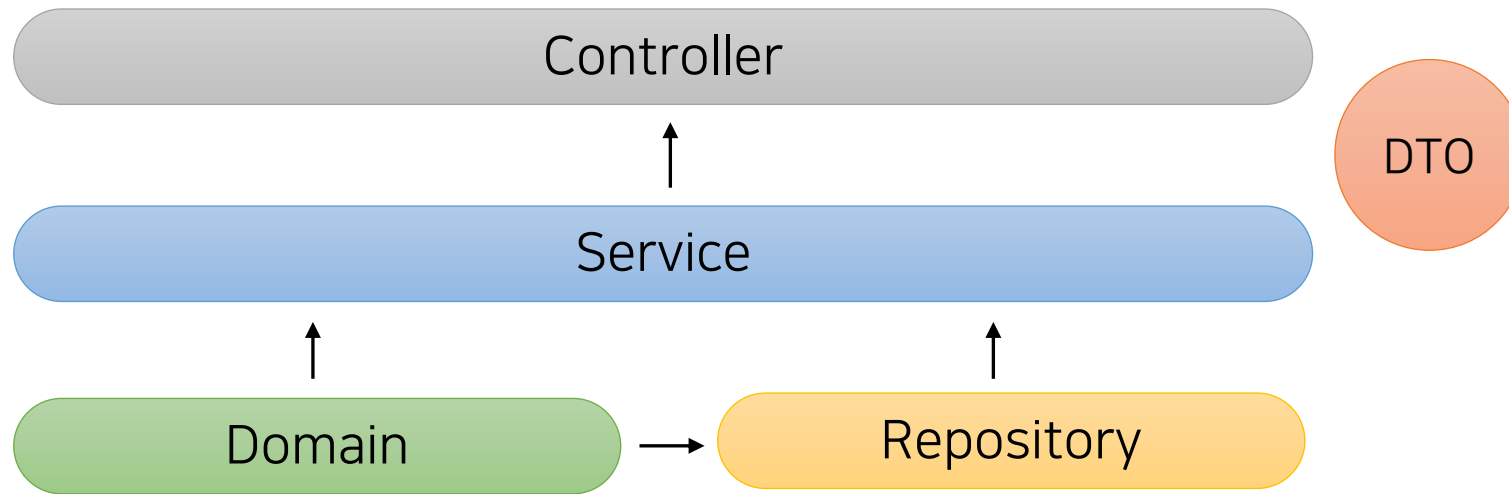 Controller
DTO
Service
Domain
Repository